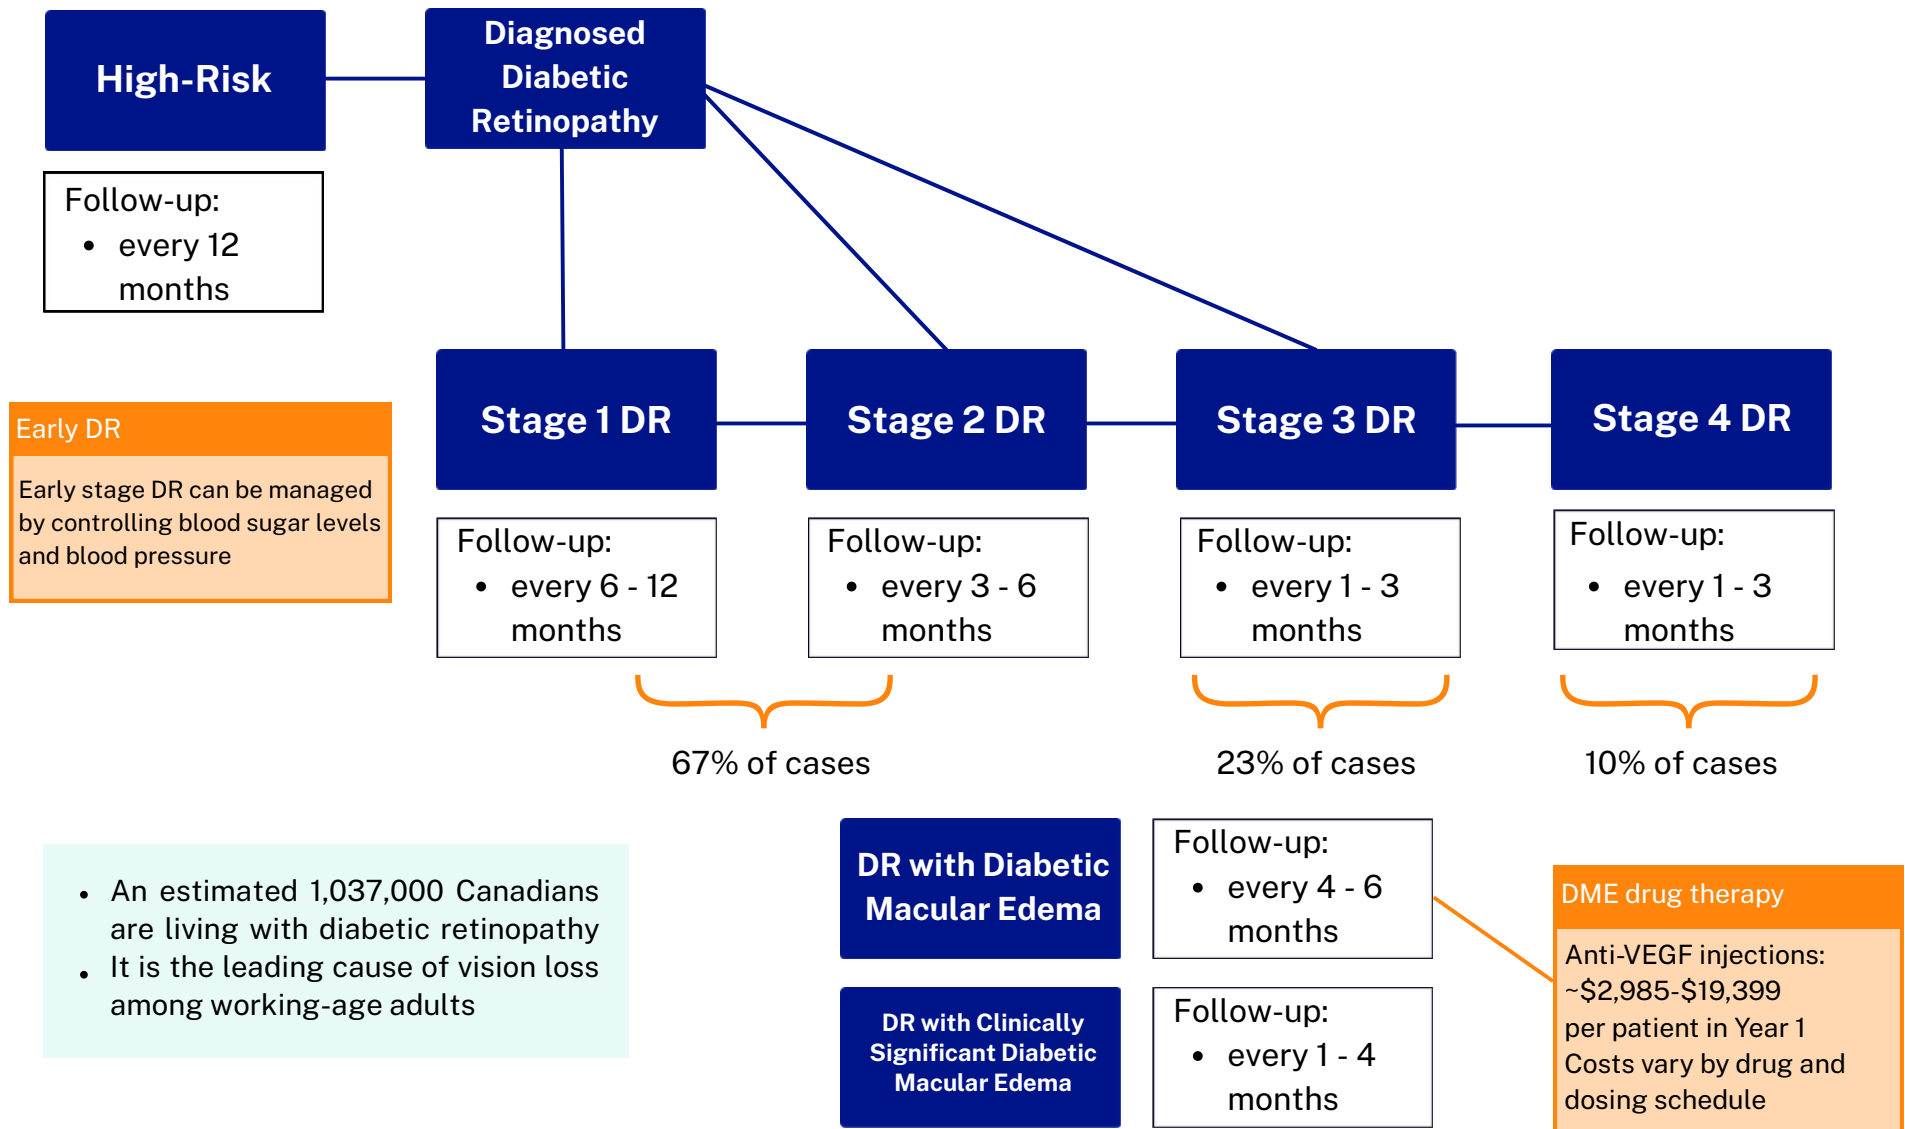 High-Risk
Diagnosed
Diabetic
Retinopathy
Follow-up:
• every 12
months
Stage 1 DR
Stage 2 DR
Stage 3 DR
Stage 4 DR
Early DR
Early stage DR can be managed
by controlling blood sugar levels
and blood pressure
Follow-up:
• every 6 - 12
months
Follow-up:
• every 3 - 6
months
Follow-up:
• every 1 - 3
months
Follow-up:
• every 1 - 3
months
67% of cases
23% of cases
10% of cases
• An estimated 1,037,000 Canadians
are living with diabetic retinopathy
• It is the leading cause of vision loss
among working-age adults
DR with Diabetic
Macular Edema
Follow-up:
• every 4 - 6
months
DR with Clinically
Significant Diabetic
Macular Edema
Follow-up:
• every 1 - 4
months
DME drug therapy
Anti-VEGF injections:
~$2,985-$19,399
per patient in Year 1
Costs vary by drug and
dosing schedule